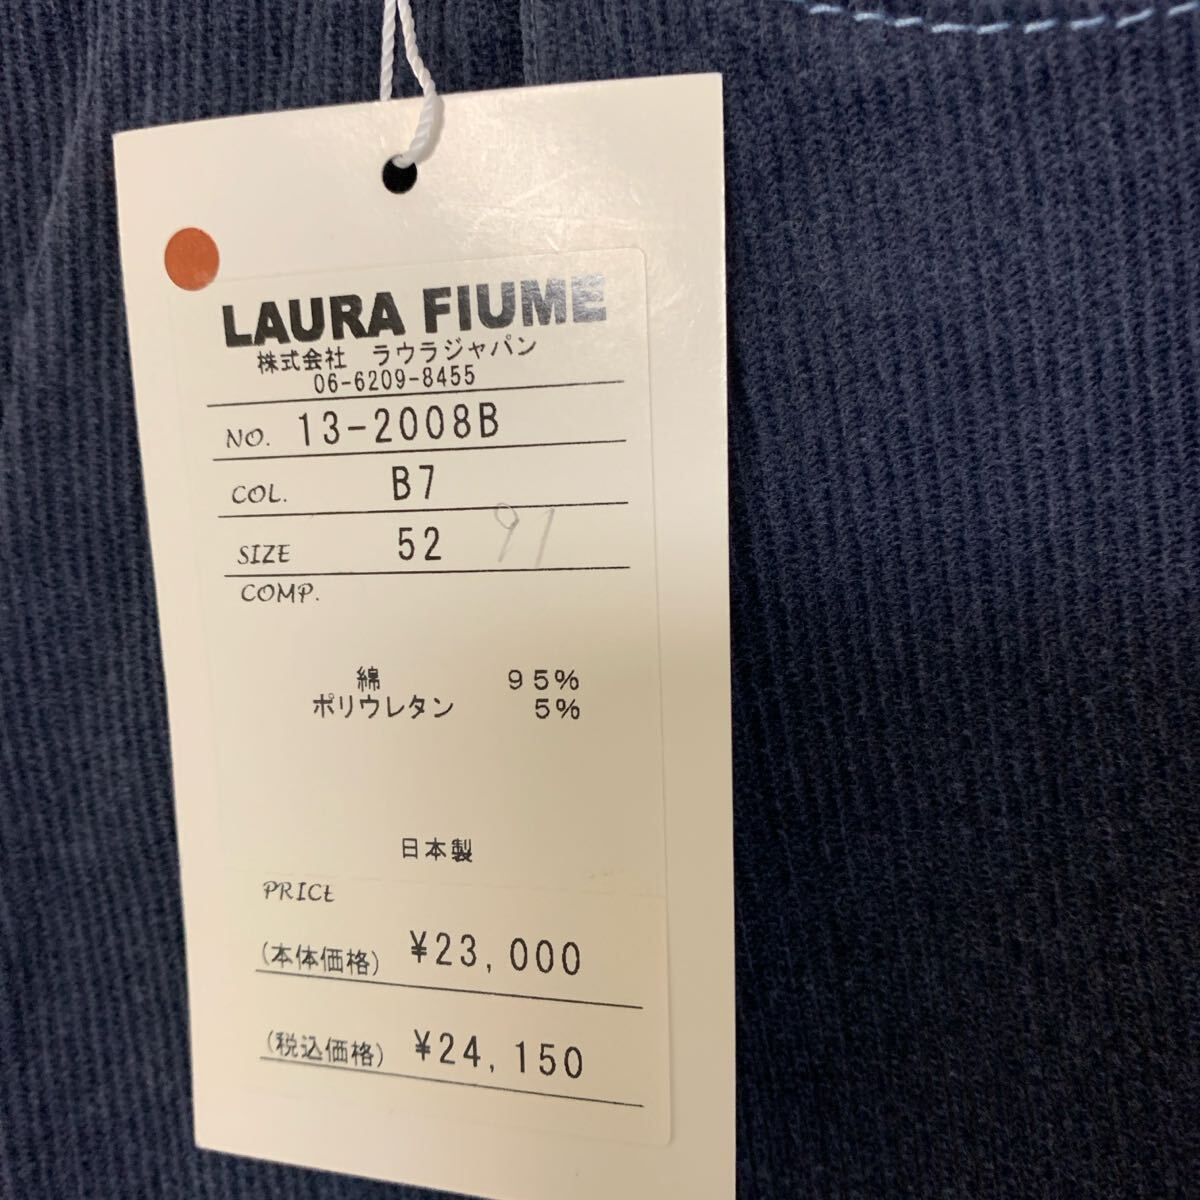 LAURA FIUME
株式会社　ラウラジャパン
06-6209-8455
NO. 13-2008B
COL. B7
SIZE 52 91
COMP.
綿 95%
ポリウレタン 5%
日本製
PRICE
(本体価格) ¥23,000
(税込価格) ¥24,150